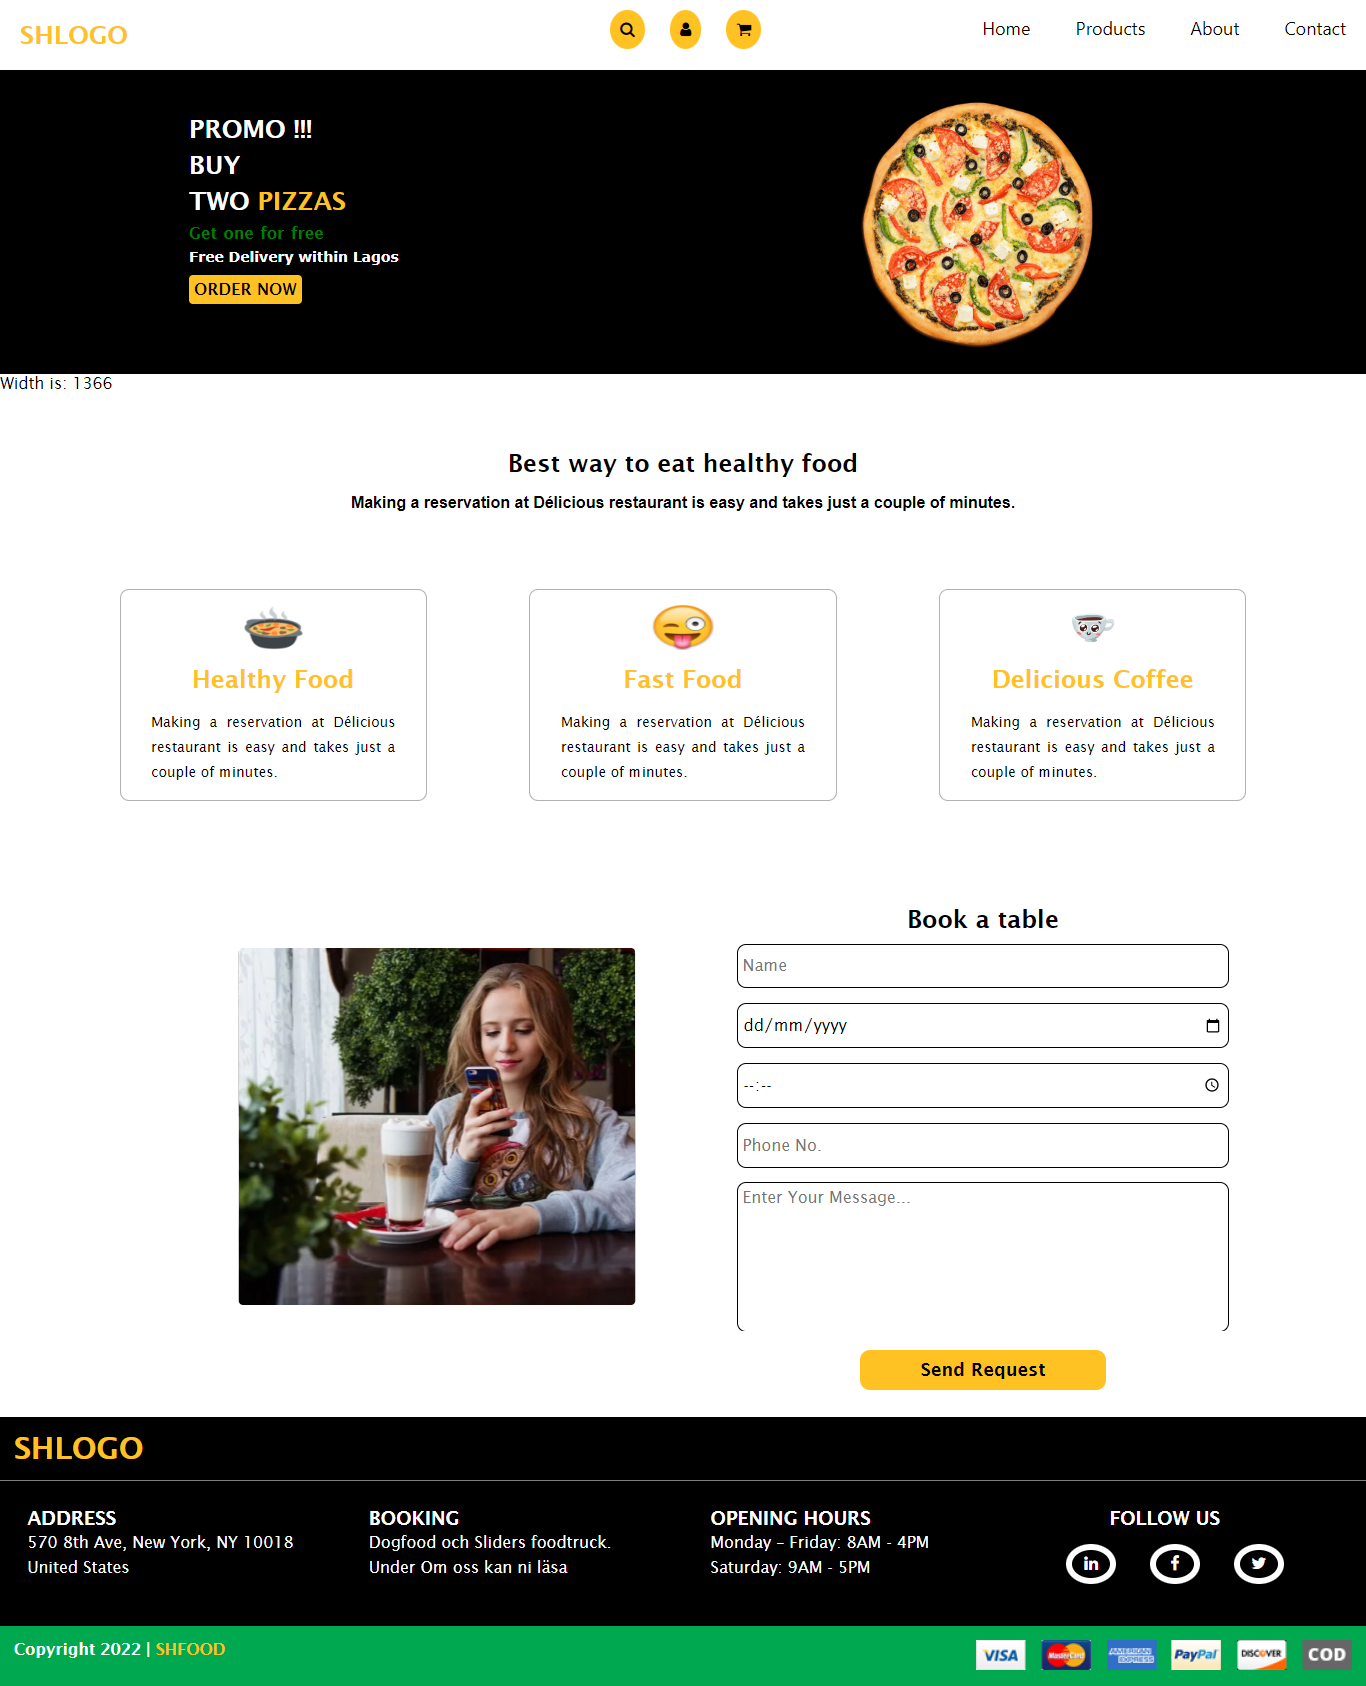 SHLOGO
Home Products About Contact
PROMO !!!
BUY
TWO PIZZAS
Get one for free
Free Delivery within Lagos
ORDER NOW
Width is: 1366
Best way to eat healthy food
Making a reservation at Délicious restaurant is easy and takes just a couple of minutes.
Healthy Food
Making a reservation at Délicious
restaurant is easy and takes just a
couple of minutes.
Fast Food
Making a reservation at Délicious
restaurant is easy and takes just a
couple of minutes.
Delicious Coffee
Making a reservation at Délicious
restaurant is easy and takes just a
couple of minutes.
Book a table
Name
dd/mm/yyyy
--:--
Phone No.
Enter Your Message...
Send Request
SHLOGO
ADDRESS
570 8th Ave, New York, NY 10018
United States
BOOKING
Dogfood och Sliders foodtruck.
Under Om oss kan ni läsa
OPENING HOURS
Monday – Friday: 8AM - 4PM
Saturday: 9AM - 5PM
FOLLOW US
in f
Copyright 2022 | SHFOOD
VISA MasterCard AMERICAN EXPRESS PayPal DISCOVER COD